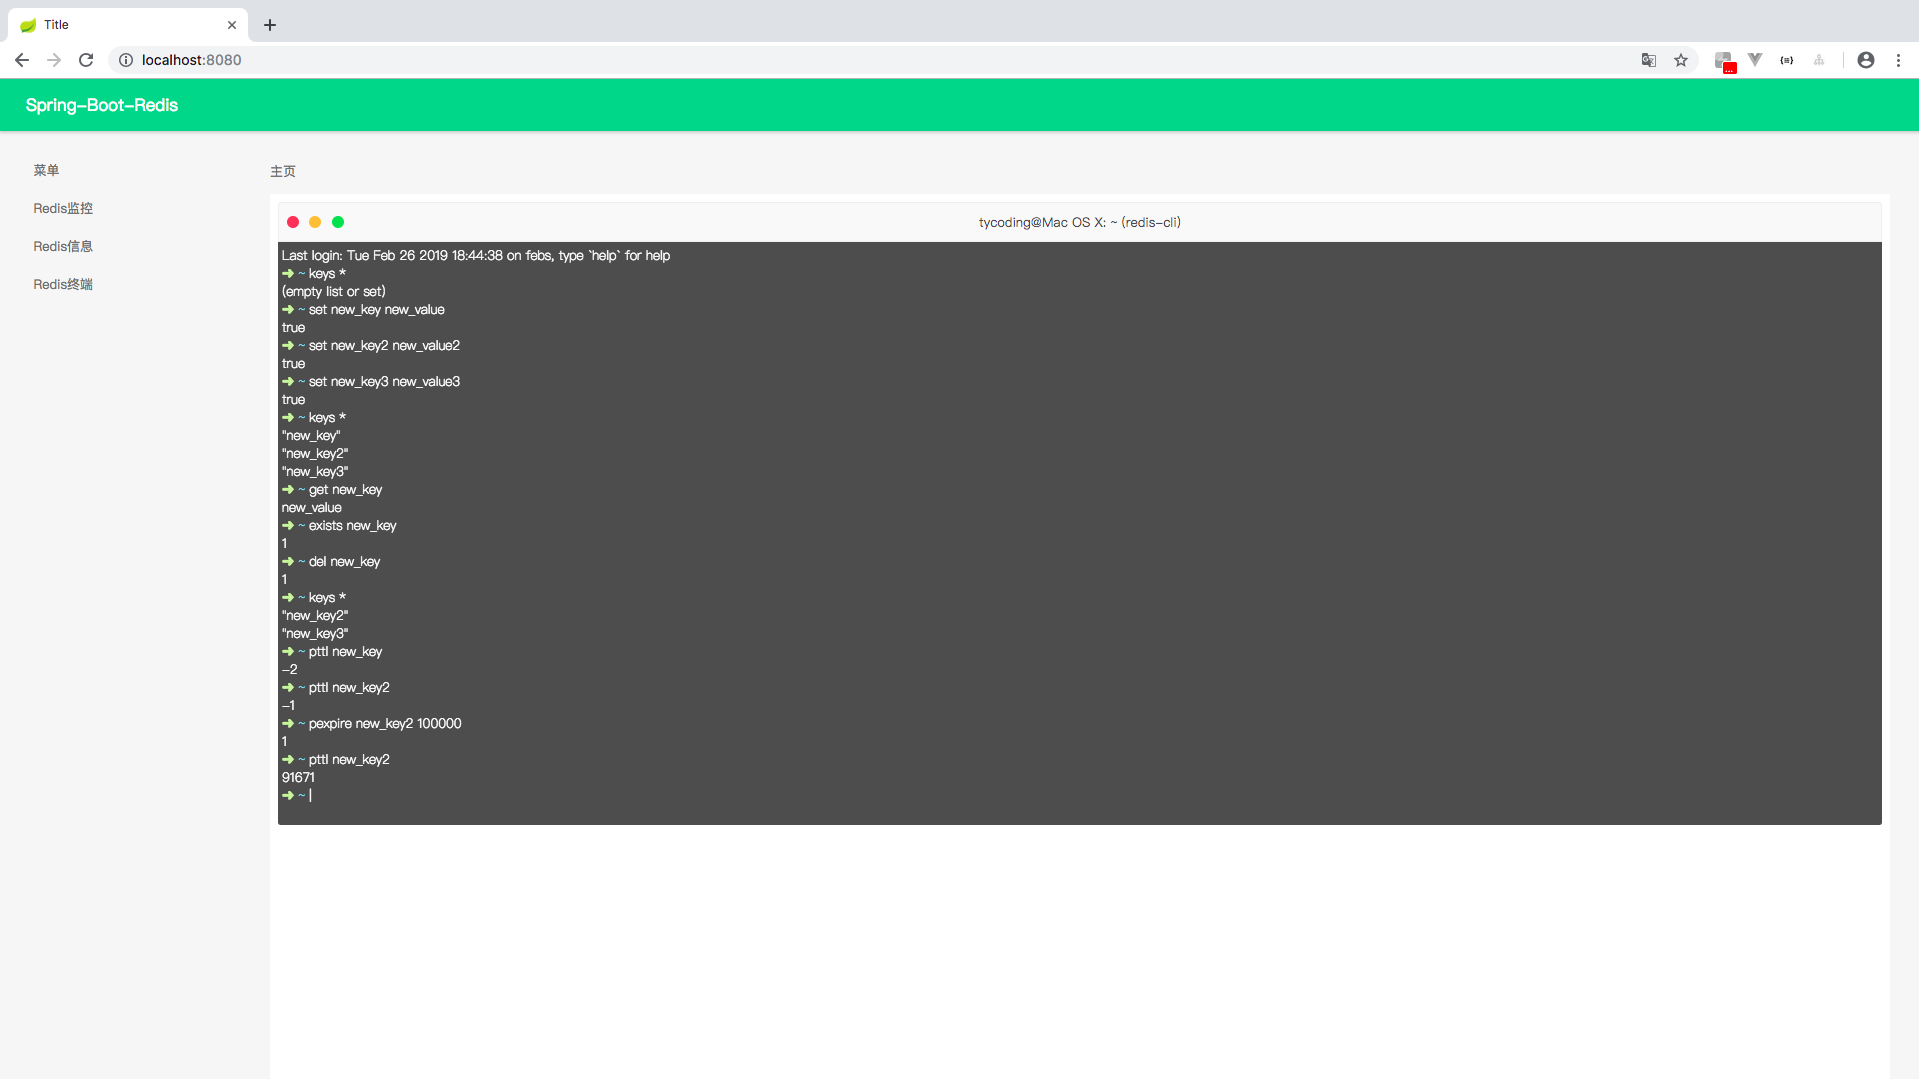 Title
localhost:8080
Spring-Boot-Redis
菜单
Redis监控
Redis信息
Redis终端
主页
tycoding@Mac OS X: ~ (redis-cli)
Last login: Tue Feb 26 2019 18:44:38 on febs, type `help` for help
➜ ~ keys *
(empty list or set)
➜ ~ set new_key new_value
true
➜ ~ set new_key2 new_value2
true
➜ ~ set new_key3 new_value3
true
➜ ~ keys *
"new_key"
"new_key2"
"new_key3"
➜ ~ get new_key
new_value
➜ ~ exists new_key
1
➜ ~ del new_key
1
➜ ~ keys *
"new_key2"
"new_key3"
➜ ~ pttl new_key
-2
➜ ~ pttl new_key2
-1
➜ ~ pexpire new_key2 100000
1
➜ ~ pttl new_key2
91671
➜ ~